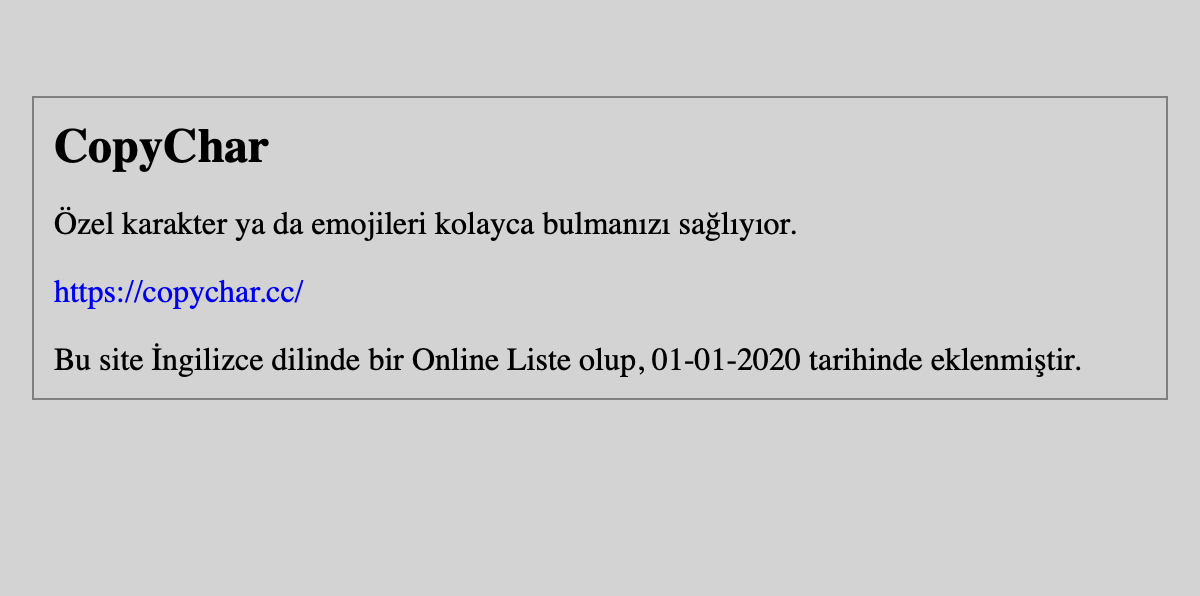 CopyChar
Özel karakter ya da emojileri kolayca bulmanızı sağlıyıor.
https://copychar.cc/
Bu site İngilizce dilinde bir Online Liste olup, 01-01-2020 tarihinde eklenmiştir.